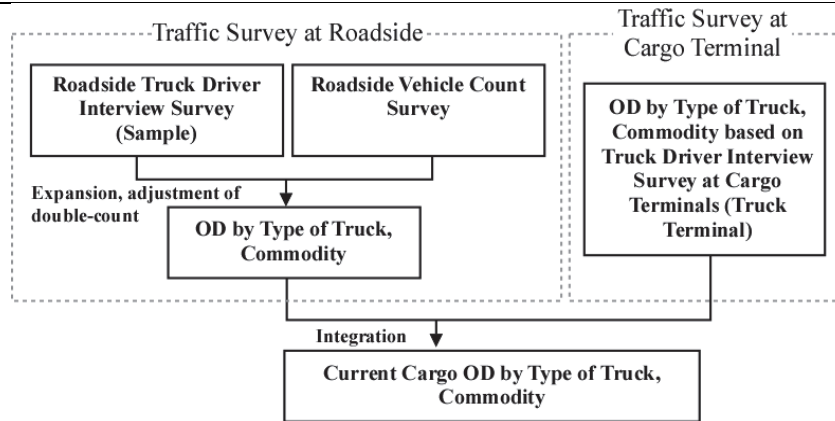 Traffic Survey at Roadside
Traffic Survey at
Cargo Terminal
Roadside Truck Driver
Interview Survey
(Sample)
Roadside Vehicle Count
Survey
OD by Type of Truck,
Commodity based on
Truck Driver Interview
Survey at Cargo
Terminals (Truck
Terminal)
Expansion, adjustment of
double-count
OD by Type of Truck,
Commodity
Integration
Current Cargo OD by Type of Truck,
Commodity